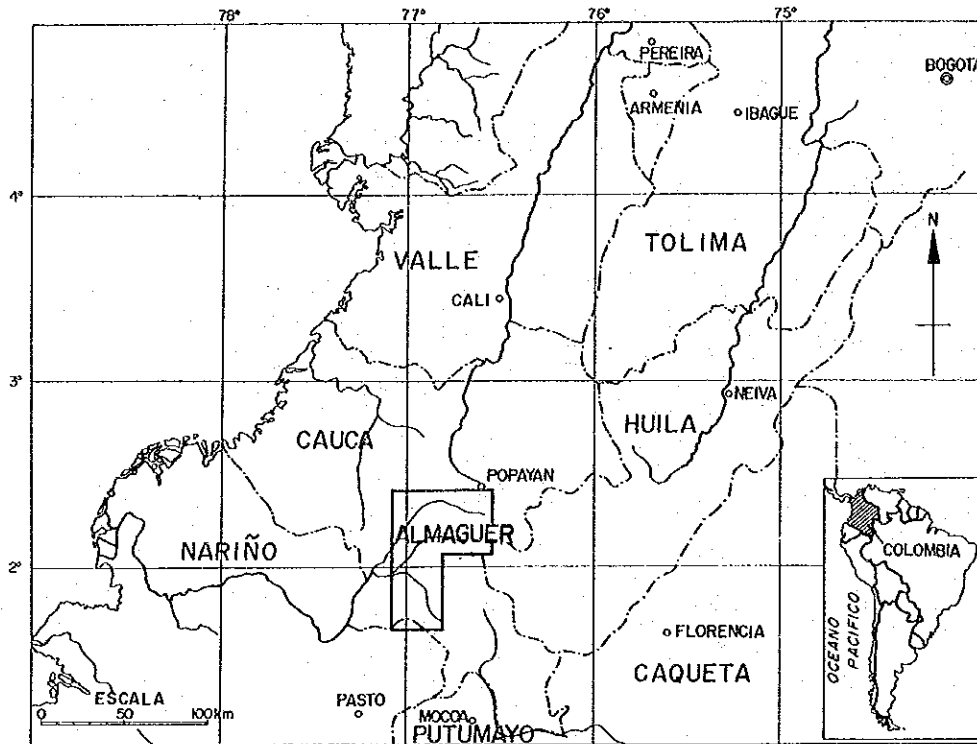 78°
77°
76°
75°
PEREIRA
BOGOTA
ARMENIA
IBAGUE
4°
N
TOLIMA
VALLE
CALI
3°
NEIVA
HUILA
CAUCA
POPAYAN
ALMAGUER
NARIÑO
COLOMBIA
2°
OCEANO
PACIFICO
FLORENCIA
CAQUETA
ESCALA
PASTO
MOCOA
0 50 100km
PUTUMAYO